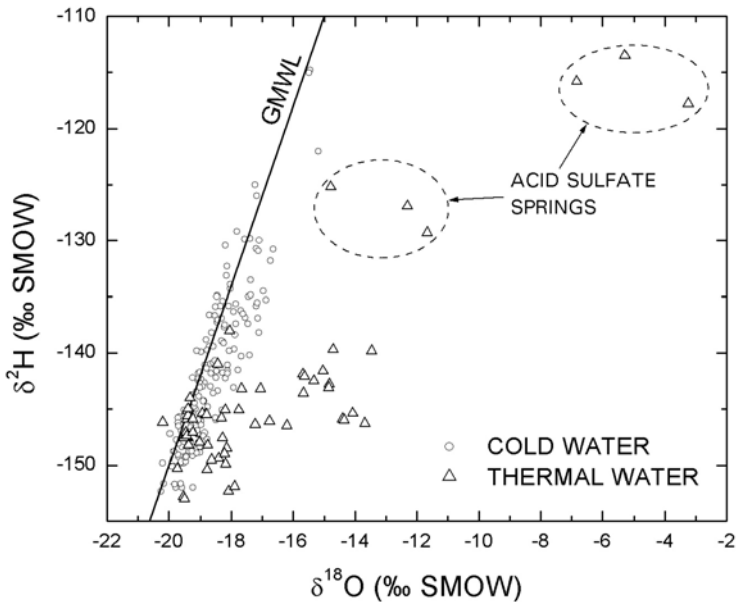 -110
-120
-130
-140
-150
δ²H (‰ SMOW)
GMWL
ACID SULFATE
SPRINGS
COLD WATER
THERMAL WATER
-22 -20 -18 -16 -14 -12 -10 -8 -6 -4 -2
δ¹⁸O (‰ SMOW)